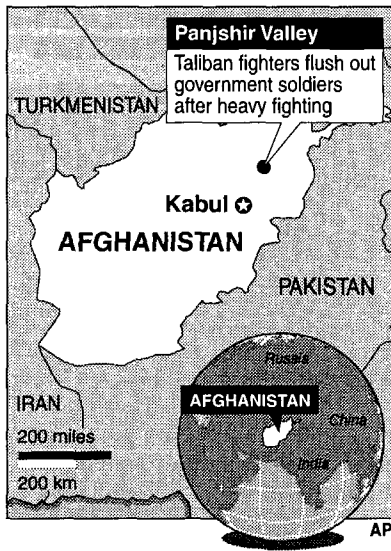 Panjshir Valley
Taliban fighters flush out
government soldiers
after heavy fighting
TURKMENISTAN
Kabul
AFGHANISTAN
PAKISTAN
IRAN
200 miles
200 km
Russia
AFGHANISTAN
China
India
AP